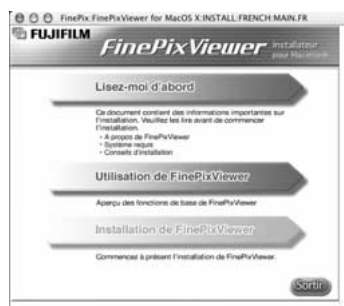 FinePix:FinePixViewer for MacOS X:INSTALL:FRENCH:MAIN.FR
FUJIFILM
FinePixViewer installateur
pour Macintosh
Lisez-moi d'abord
Ce document contient des informations importantes sur
l'installation. Veuillez les lire avant de commencer
l'installation.
- A propos de FinePixViewer
- Système requis
- Conseils d'installation
Utilisation de FinePixViewer
Aperçu des fonctions de base de FinePixViewer
Installation de FinePixViewer
Commencez à présent l'installation de FinePixViewer.
Sortir